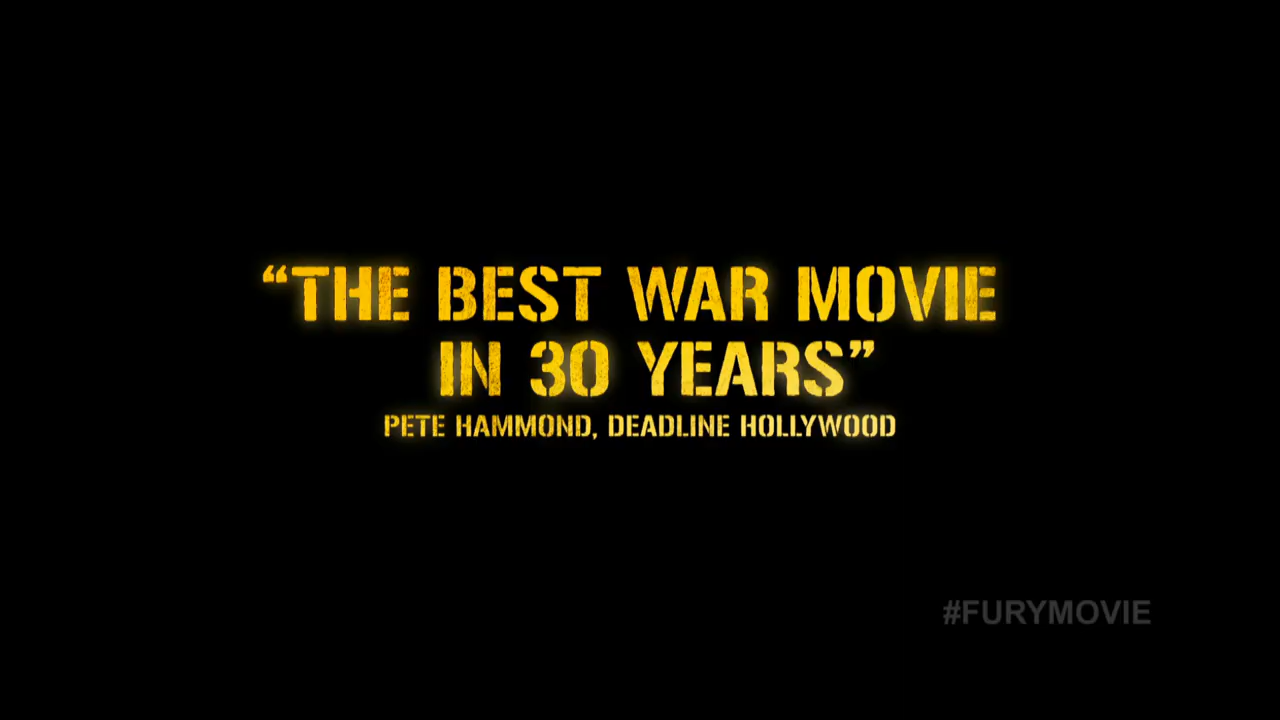 “THE BEST WAR MOVIE
IN 30 YEARS”
PETE HAMMOND, DEADLINE HOLLYWOOD
#FURYMOVIE